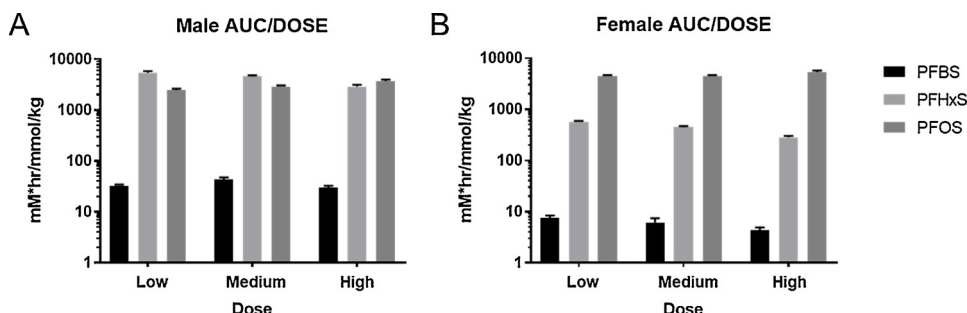 A
Male AUC/DOSE
mM*hr/mmol/kg
10000
1000
100
10
1
Low Medium High
Dose
B
Female AUC/DOSE
mM*hr/mmol/kg
10000
1000
100
10
1
Low Medium High
Dose
PFBS
PFHxS
PFOS